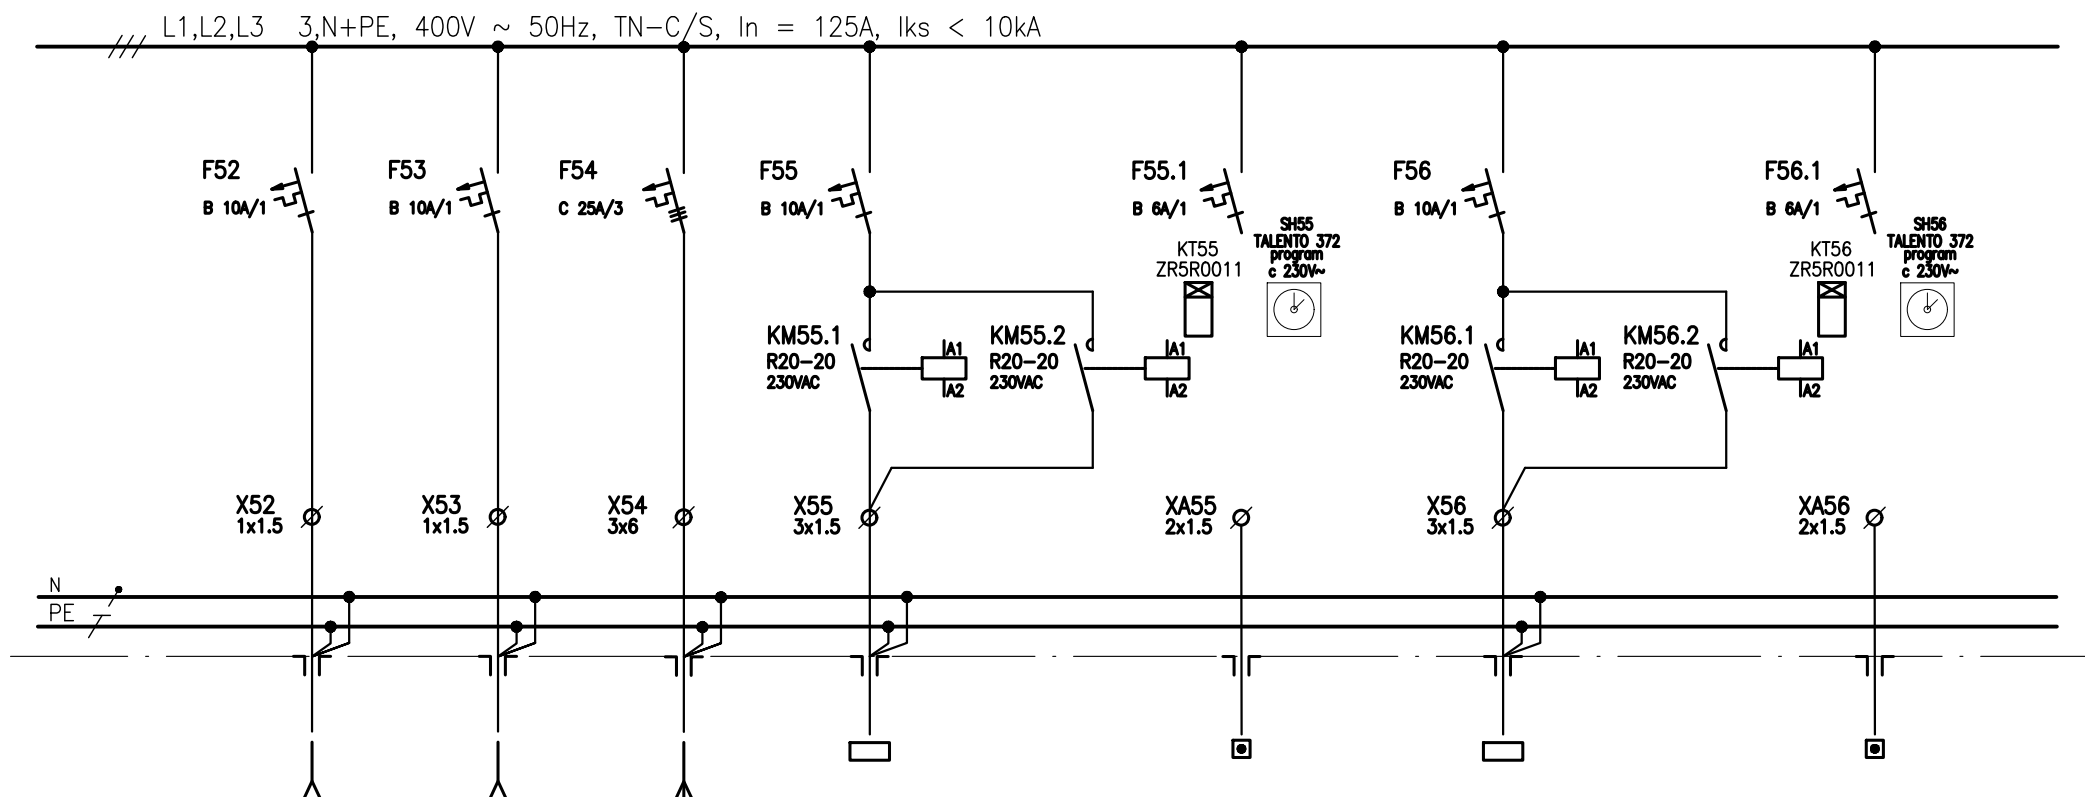 L1,L2,L3 3,N+PE, 400V ~ 50Hz, TN-C/S, In = 125A, Iks < 10kA
F52
B 10A/1
F53
B 10A/1
F54
C 25A/3
F55
B 10A/1
F55.1
B 6A/1
F56
B 10A/1
F56.1
B 6A/1
KT55
ZR5R0011
SH55
TALENTO 372
program
c 230V~
KT56
ZR5R0011
SH56
TALENTO 372
program
c 230V~
KM55.1
R20-20
230VAC
A1
A2
KM55.2
R20-20
230VAC
A1
A2
KM56.1
R20-20
230VAC
A1
A2
KM56.2
R20-20
230VAC
A1
A2
X52
1x1.5
X53
1x1.5
X54
3x6
X55
3x1.5
XA55
2x1.5
X56
3x1.5
XA56
2x1.5
N
PE